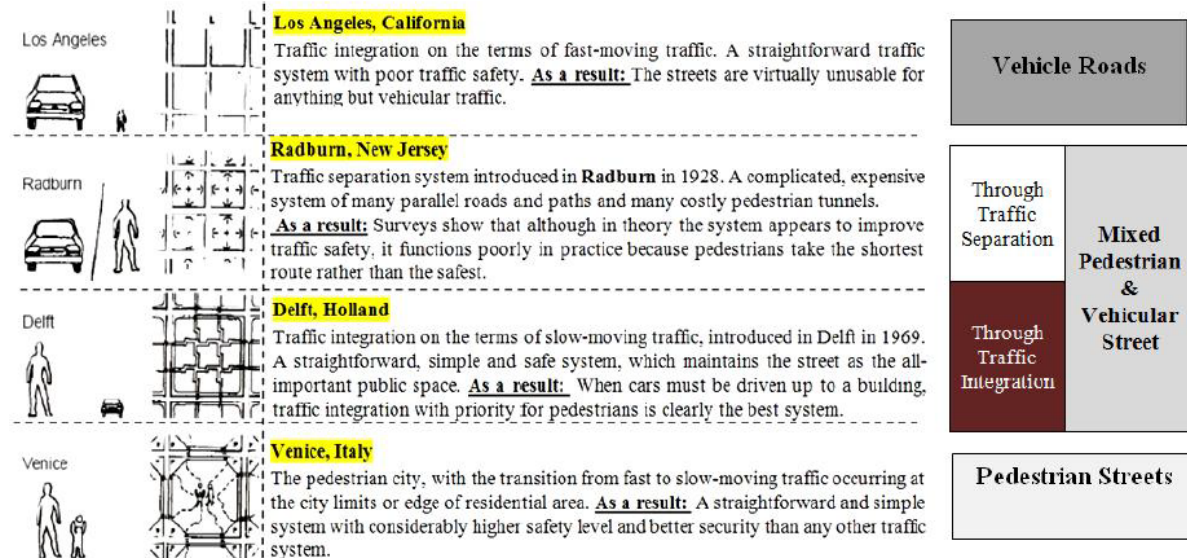 Los Angeles
Los Angeles, California
Traffic integration on the terms of fast-moving traffic. A straightforward traffic
system with poor traffic safety. As a result: The streets are virtually unusable for
anything but vehicular traffic.
Vehicle Roads
Radburn
Radburn, New Jersey
Traffic separation system introduced in Radburn in 1928. A complicated, expensive
system of many parallel roads and paths and many costly pedestrian tunnels.
As a result: Surveys show that although in theory the system appears to improve
traffic safety, it functions poorly in practice because pedestrians take the shortest
route rather than the safest.
Through
Traffic
Separation
Mixed
Pedestrian
&
Vehicular
Street
Delft
Delft, Holland
Traffic integration on the terms of slow-moving traffic, introduced in Delft in 1969.
A straightforward, simple and safe system, which maintains the street as the all-
important public space. As a result: When cars must be driven up to a building,
traffic integration with priority for pedestrians is clearly the best system.
Through
Traffic
Integration
Venice
Venice, Italy
The pedestrian city, with the transition from fast to slow-moving traffic occurring at
the city limits or edge of residential area. As a result: A straightforward and simple
system with considerably higher safety level and better security than any other traffic
system.
Pedestrian Streets